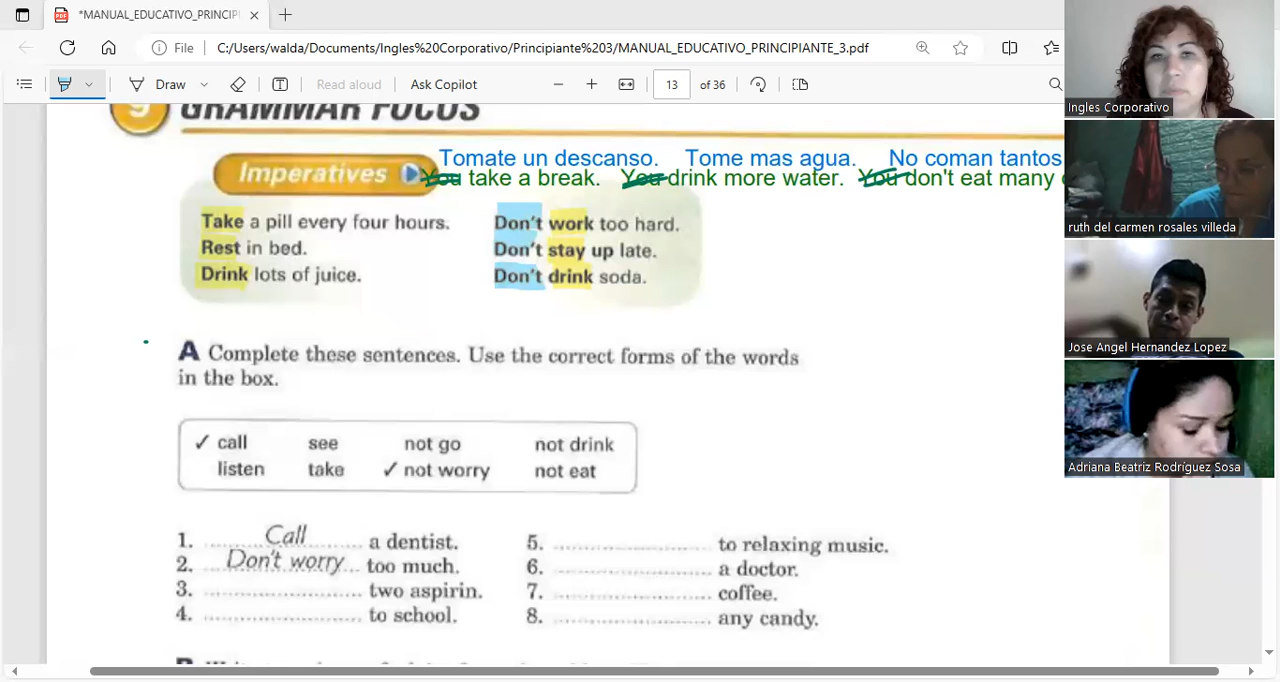 *MANUAL_EDUCATIVO_PRINCIPI
File C:/Users/walda/Documents/Ingles%20Corporativo/Principiante%203/MANUAL_EDUCATIVO_PRINCIPIANTE_3.pdf
Draw Read aloud Ask Copilot 13 of 36
9 GRAMMAR FOCUS
Imperatives
Tomate un descanso. Tome mas agua. No coman tantos
You take a break. You drink more water. You don't eat many
Take a pill every four hours. Don't work too hard.
Rest in bed. Don't stay up late.
Drink lots of juice. Don't drink soda.
A Complete these sentences. Use the correct forms of the words
in the box.
✓ call see not go not drink
listen take ✓ not worry not eat
1. Call a dentist. 5. to relaxing music.
2. Don't worry too much. 6. a doctor.
3. two aspirin. 7. coffee.
4. to school. 8. any candy.
Ingles Corporativo
ruth del carmen rosales villeda
Jose Angel Hernandez Lopez
Adriana Beatriz Rodríguez Sosa